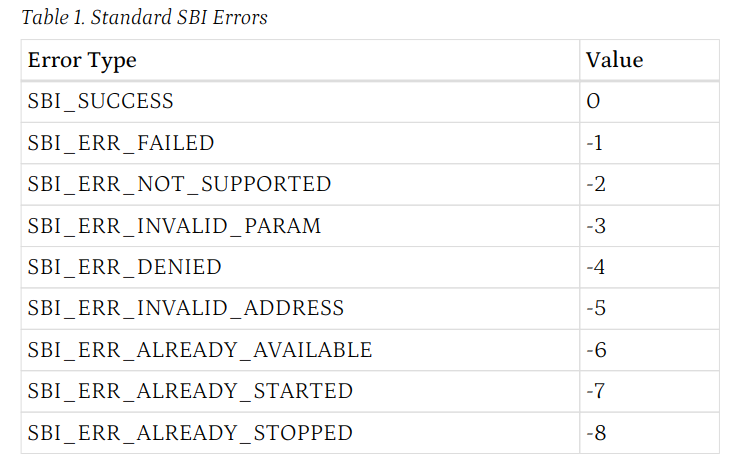 Table 1. Standard SBI Errors
Error Type Value
SBI_SUCCESS 0
SBI_ERR_FAILED -1
SBI_ERR_NOT_SUPPORTED -2
SBI_ERR_INVALID_PARAM -3
SBI_ERR_DENIED -4
SBI_ERR_INVALID_ADDRESS -5
SBI_ERR_ALREADY_AVAILABLE -6
SBI_ERR_ALREADY_STARTED -7
SBI_ERR_ALREADY_STOPPED -8